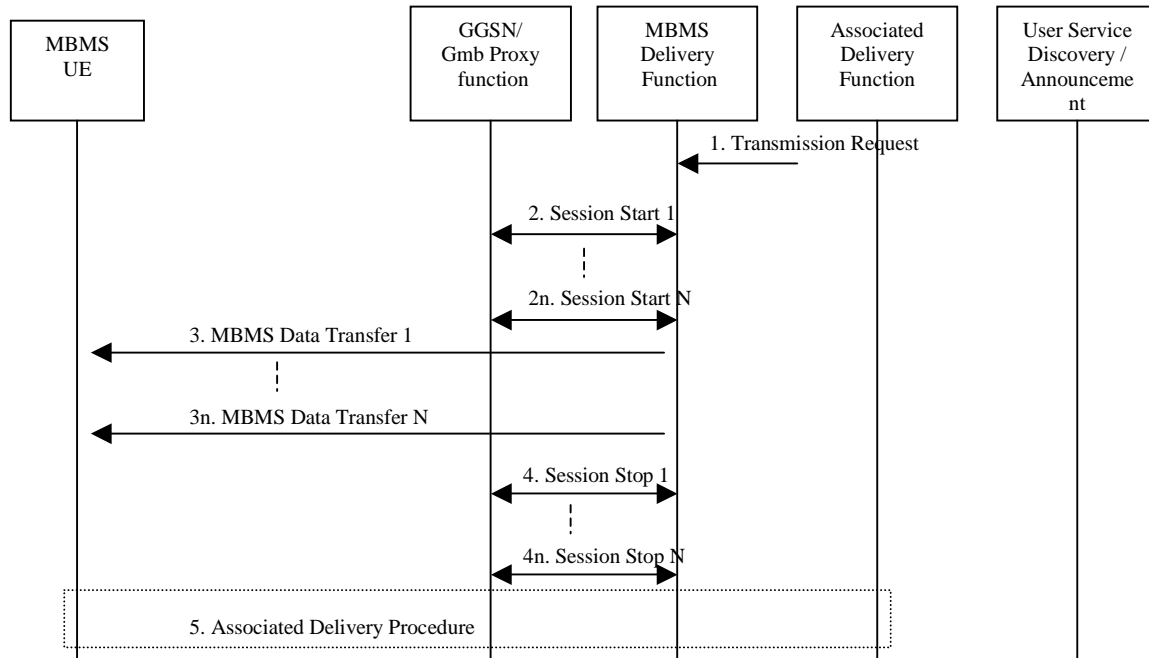 MBMS
UE
GGSN/
Gmb Proxy
function
MBMS
Delivery
Function
Associated
Delivery
Function
User Service
Discovery /
Announceme
nt
1. Transmission Request
2. Session Start 1
2n. Session Start N
3. MBMS Data Transfer 1
3n. MBMS Data Transfer N
4. Session Stop 1
4n. Session Stop N
5. Associated Delivery Procedure